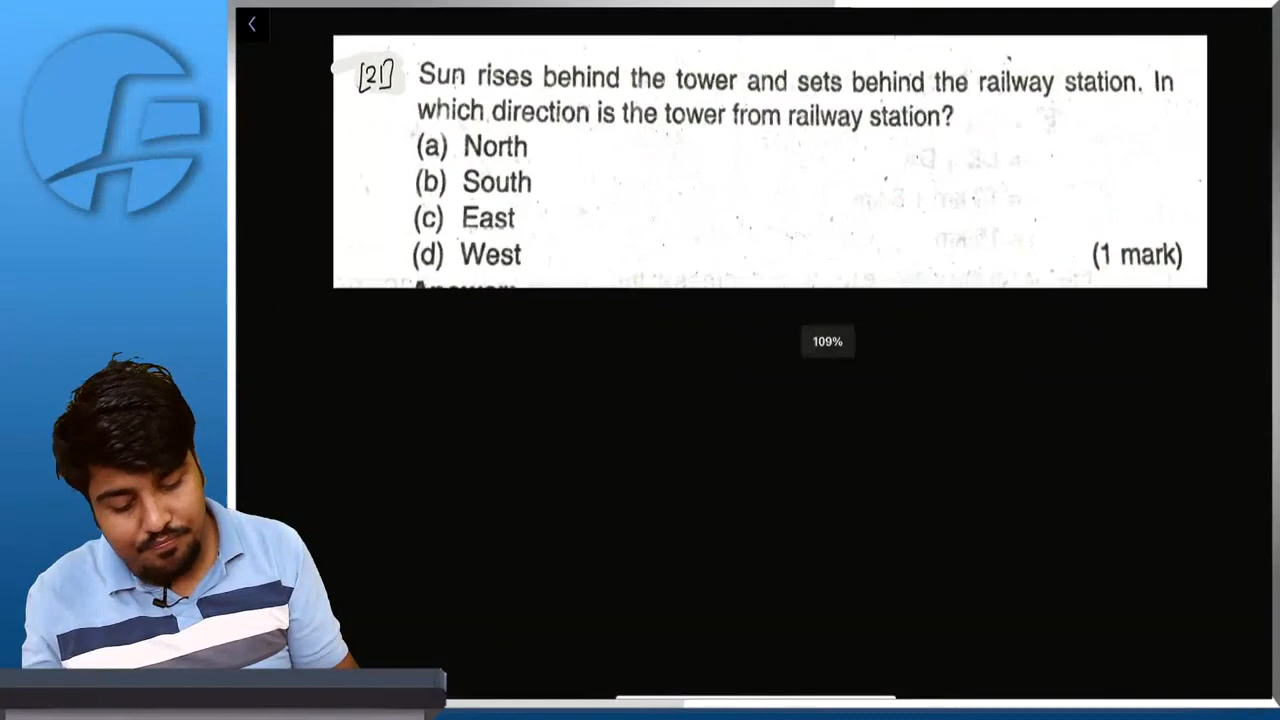 [21] Sun rises behind the tower and sets behind the railway station. In
which direction is the tower from railway station?
(a) North
(b) South
(c) East
(d) West
(1 mark)
109%